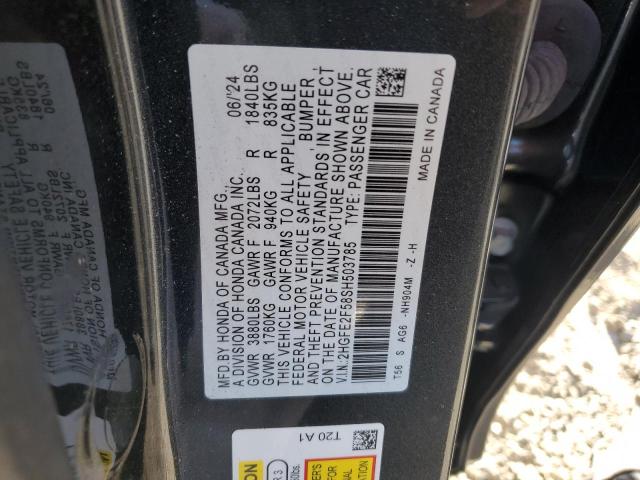 MFD BY HONDA OF CANADA MFG. 06/'24
A DIVISION OF HONDA CANADA INC.
GVWR 3880LBS GAWR F 2072LBS R 1840LBS
GVWR 1760KG GAWR F 940KG R 835KG
THIS VEHICLE CONFORMS TO ALL APPLICABLE
FEDERAL MOTOR VEHICLE SAFETY , BUMPER
AND THEFT PREVENTION STANDARDS IN EFFECT
ON THE DATE OF MANUFACTURE SHOWN ABOVE.
V.I.N.:2HGFE2F58SH503785 TYPE: PASSENGER CAR
T56 S AG6 -NH904M -Z -H MADE IN CANADA
T20 A1